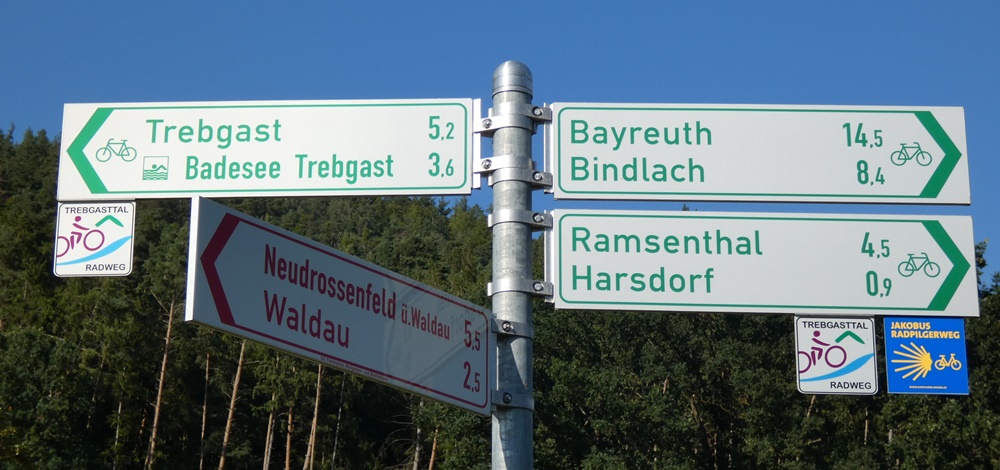 Trebgast 5,2
Badesee Trebgast 3,6
TREBGASTTAL
RADWEG
Neudrossenfeld ü.Waldau 5,5
Waldau 2,5
Bayreuth 14,5
Bindlach 8,4
Ramsenthal 4,5
Harsdorf 0,9
TREBGASTTAL
RADWEG
JAKOBUS
RADPILGERWEG